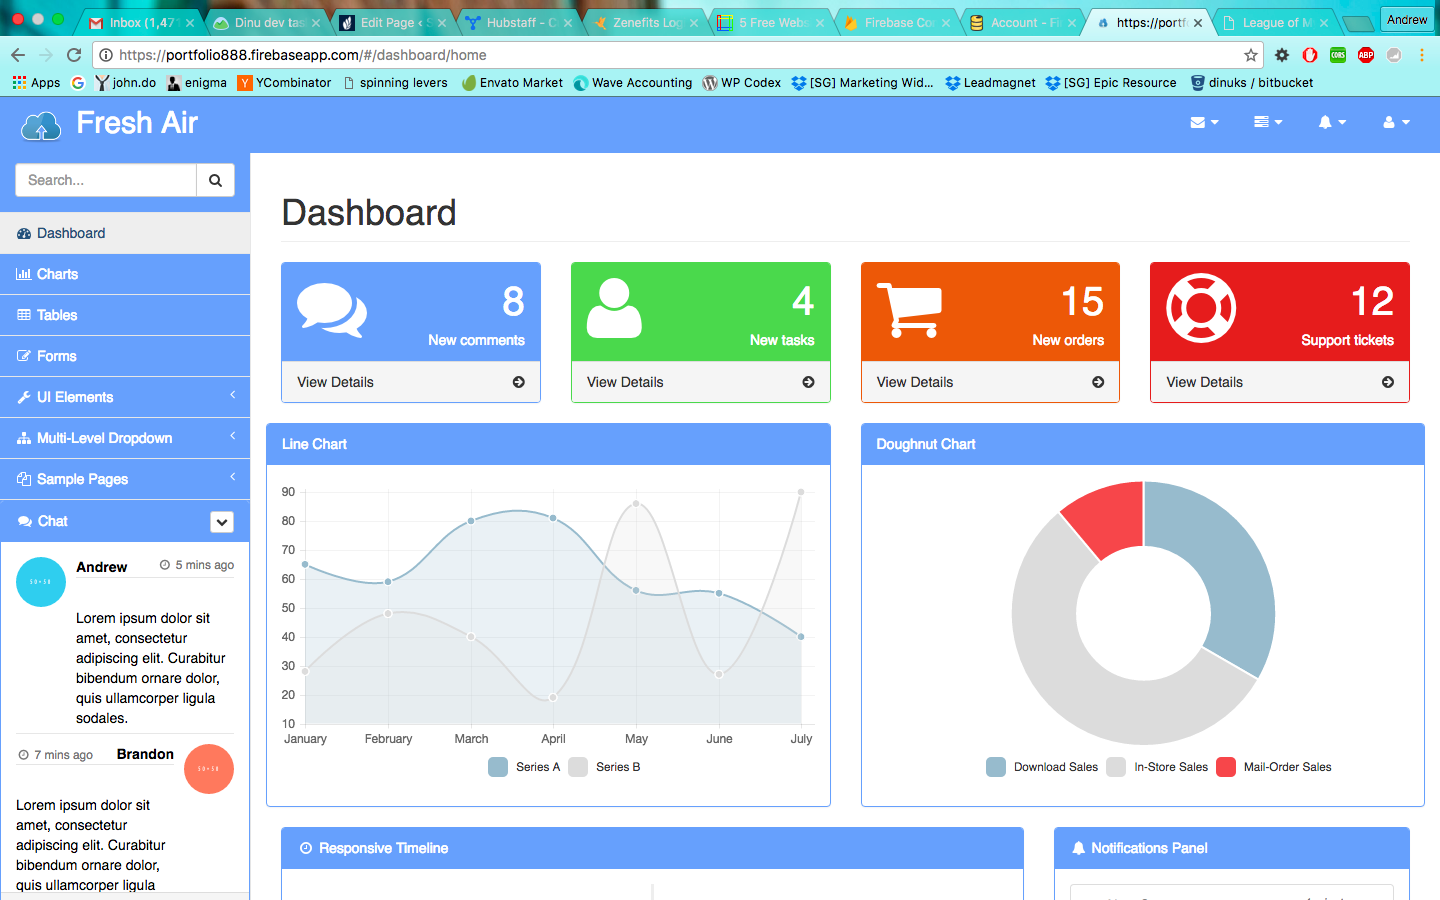 Inbox (1,47
Dinu dev tas
Edit Page ‹ S
Hubstaff - C
Zenefits Log
5 Free Webs
Firebase Co
Account - Fi
https://portf
League of M
Andrew
https://portfolio888.firebaseapp.com/#/dashboard/home
CORS
ABP
Apps
john.do
enigma
YCombinator
spinning levers
Envato Market
Wave Accounting
WP Codex
[SG] Marketing Wid...
Leadmagnet
[SG] Epic Resource
dinuks / bitbucket
Fresh Air
Search...
Dashboard
Charts
Tables
Forms
UI Elements
Multi-Level Dropdown
Sample Pages
Chat
50×50
Andrew
5 mins ago
Lorem ipsum dolor sit
amet, consectetur
adipiscing elit. Curabitur
bibendum ornare dolor,
quis ullamcorper ligula
sodales.
7 mins ago
Brandon
50×50
Lorem ipsum dolor sit
amet, consectetur
adipiscing elit. Curabitur
bibendum ornare dolor,
quis ullamcorper ligula
Dashboard
8
New comments
View Details
4
New tasks
View Details
15
New orders
View Details
12
Support tickets
View Details
Line Chart
90
80
70
60
50
40
30
20
10
January
February
March
April
May
June
July
Series A
Series B
Doughnut Chart
Download Sales
In-Store Sales
Mail-Order Sales
Responsive Timeline
Notifications Panel